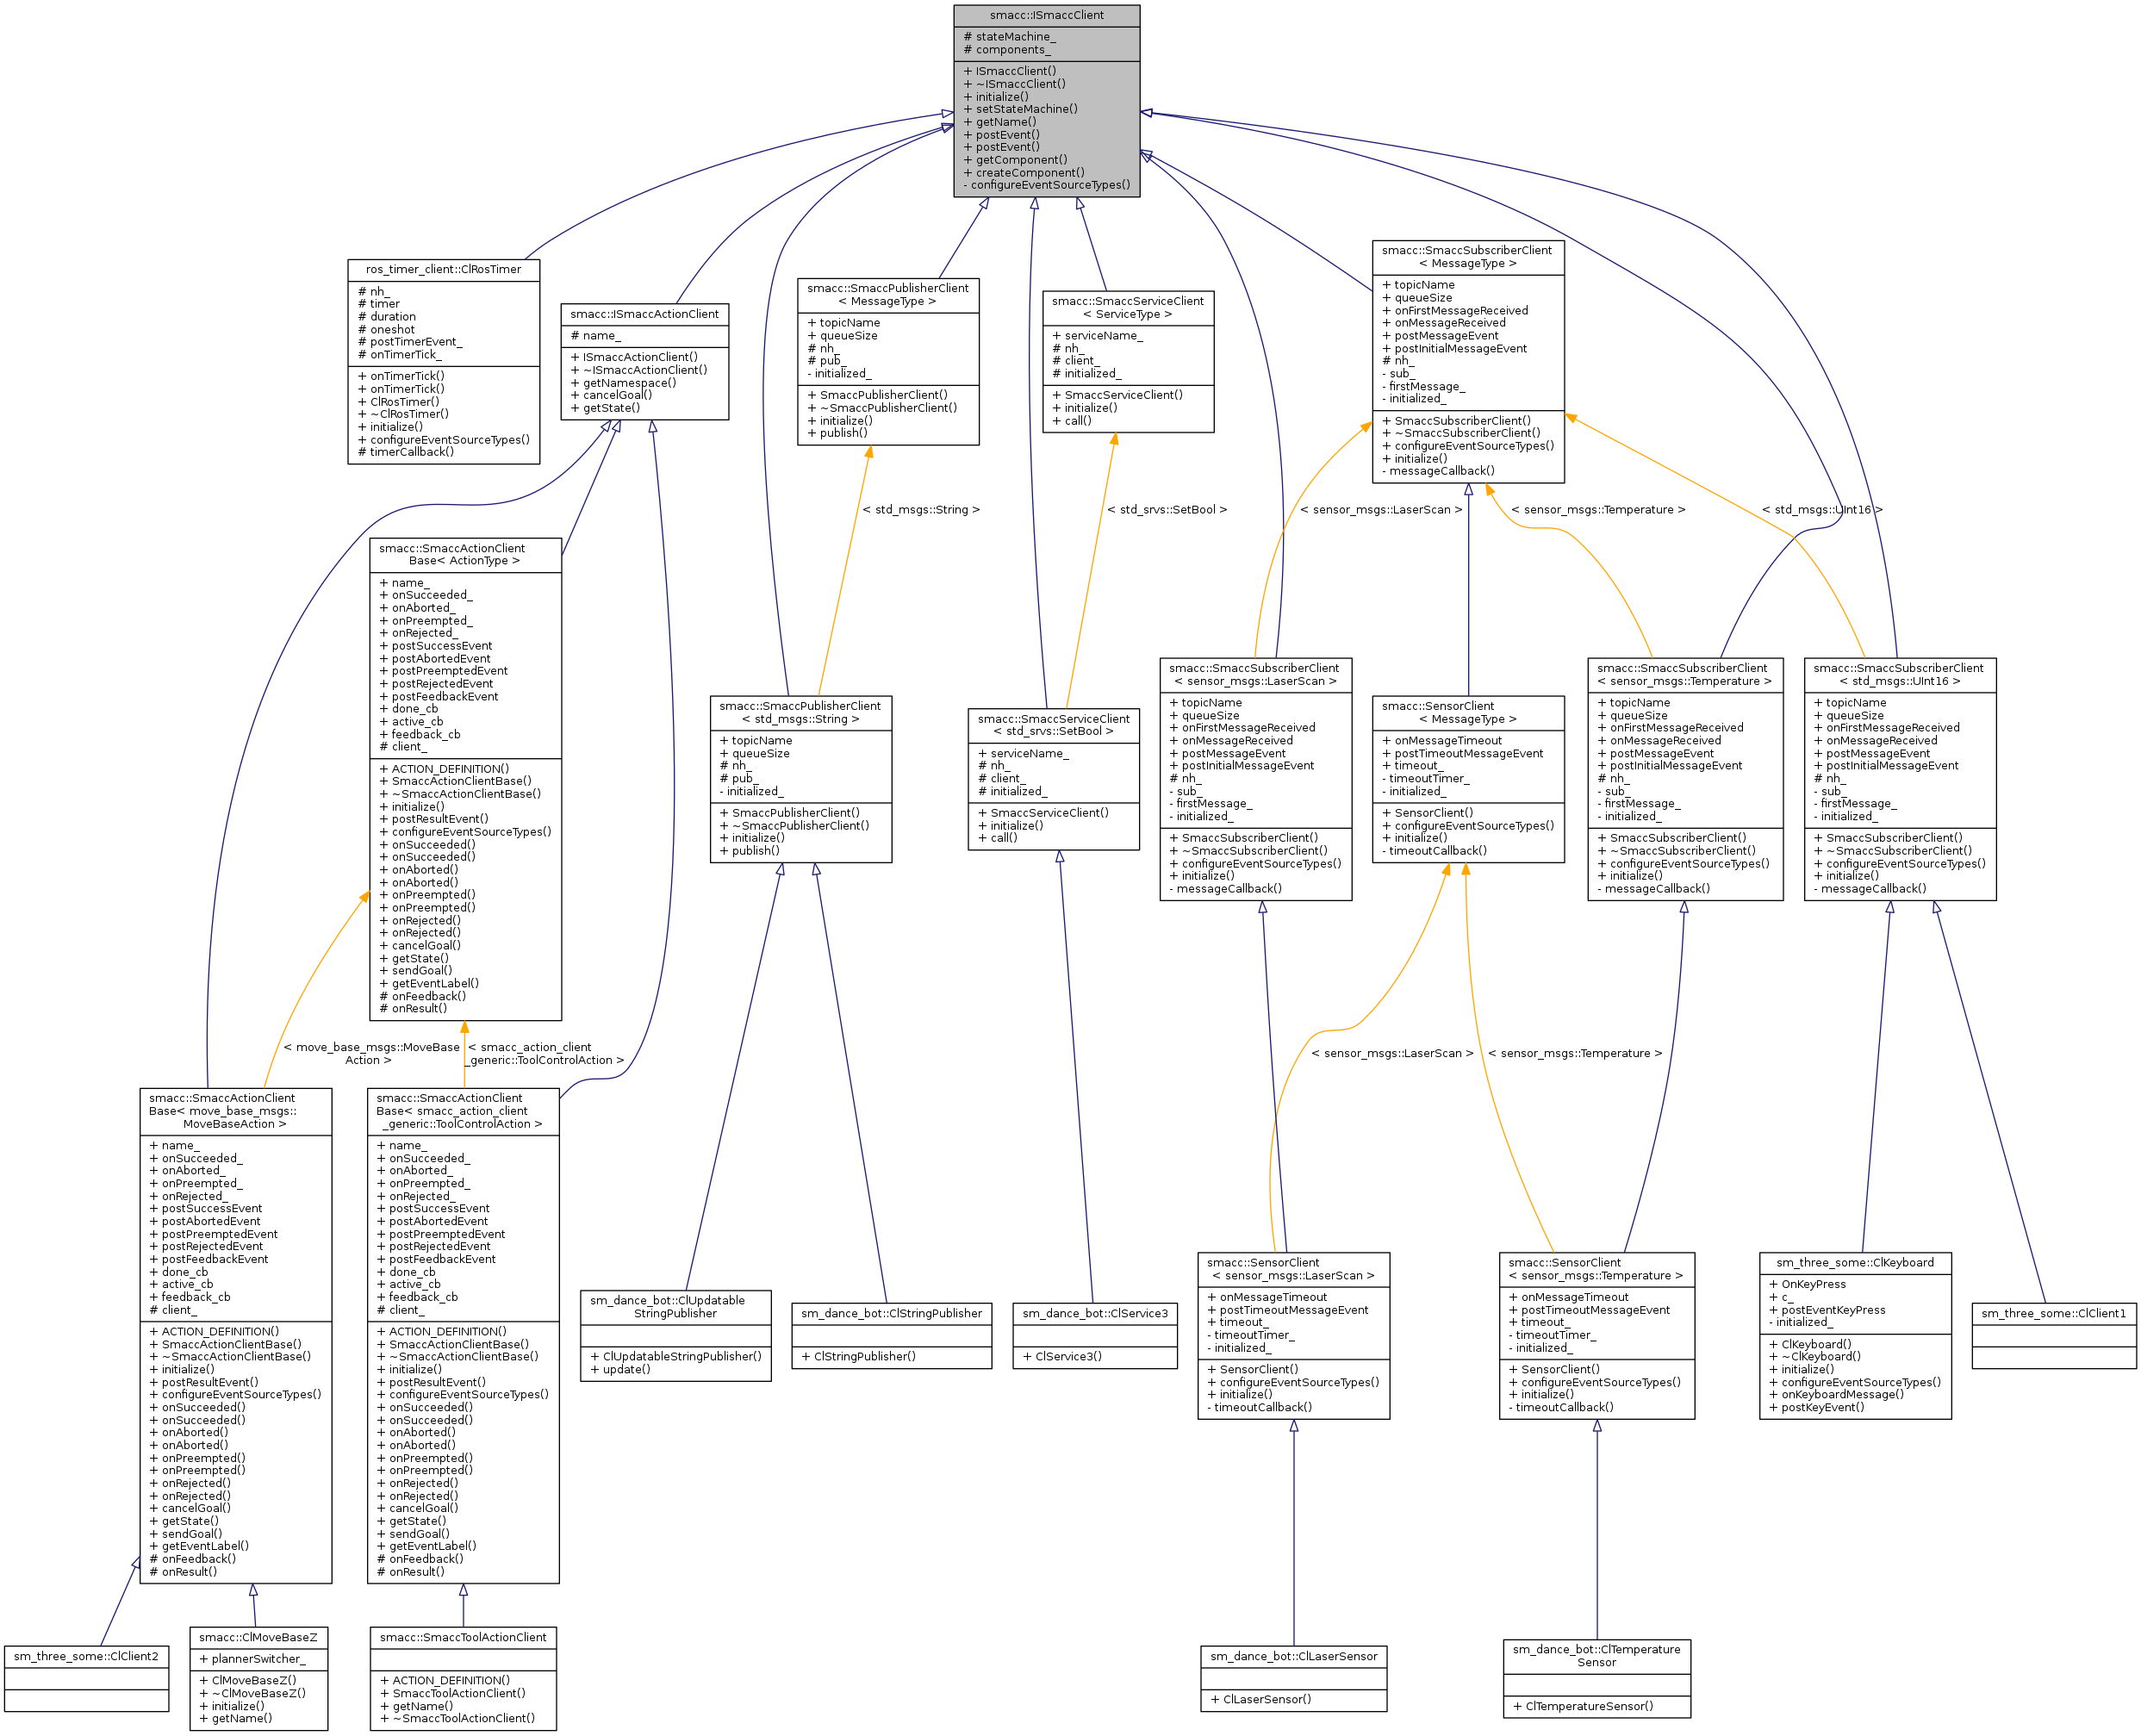 smacc::ISmaccClient
# stateMachine_
# components_
+ ISmaccClient()
+ ~ISmaccClient()
+ initialize()
+ setStateMachine()
+ getName()
+ postEvent()
+ postEvent()
+ getComponent()
+ createComponent()
- configureEventSourceTypes()
ros_timer_client::ClRosTimer
# nh_
# timer
# duration
# oneshot
# postTimerEvent_
# onTimerTick_
+ onTimerTick()
+ onTimerTick()
+ ClRosTimer()
+ ~ClRosTimer()
+ initialize()
+ configureEventSourceTypes()
# timerCallback()
smacc::ISmaccActionClient
# name_
+ ISmaccActionClient()
+ ~ISmaccActionClient()
+ getNamespace()
+ cancelGoal()
+ getState()
smacc::SmaccPublisherClient
< MessageType >
+ topicName
+ queueSize
# nh_
# pub_
- initialized_
+ SmaccPublisherClient()
+ ~SmaccPublisherClient()
+ initialize()
+ publish()
smacc::SmaccServiceClient
< ServiceType >
+ serviceName_
# nh_
# client_
# initialized_
+ SmaccServiceClient()
+ initialize()
+ call()
smacc::SmaccSubscriberClient
< MessageType >
+ topicName
+ queueSize
+ onFirstMessageReceived
+ onMessageReceived
+ postMessageEvent
+ postInitialMessageEvent
# nh_
- sub_
- firstMessage_
- initialized_
+ SmaccSubscriberClient()
+ ~SmaccSubscriberClient()
+ configureEventSourceTypes()
+ initialize()
- messageCallback()
< std_msgs::String >
< std_srvs::SetBool >
< sensor_msgs::LaserScan >
< sensor_msgs::Temperature >
< std_msgs::UInt16 >
smacc::SmaccActionClient
Base< ActionType >
+ name_
+ onSucceeded_
+ onAborted_
+ onPreempted_
+ onRejected_
+ postSuccessEvent
+ postAbortedEvent
+ postPreemptedEvent
+ postRejectedEvent
+ postFeedbackEvent
+ done_cb
+ active_cb
+ feedback_cb
# client_
+ ACTION_DEFINITION()
+ SmaccActionClientBase()
+ ~SmaccActionClientBase()
+ initialize()
+ postResultEvent()
+ configureEventSourceTypes()
+ onSucceeded()
+ onSucceeded()
+ onAborted()
+ onAborted()
+ onPreempted()
+ onPreempted()
+ onRejected()
+ onRejected()
+ cancelGoal()
+ getState()
+ sendGoal()
+ getEventLabel()
# onFeedback()
# onResult()
smacc::SmaccPublisherClient
< std_msgs::String >
+ topicName
+ queueSize
# nh_
# pub_
- initialized_
+ SmaccPublisherClient()
+ ~SmaccPublisherClient()
+ initialize()
+ publish()
smacc::SmaccServiceClient
< std_srvs::SetBool >
+ serviceName_
# nh_
# client_
# initialized_
+ SmaccServiceClient()
+ initialize()
+ call()
smacc::SmaccSubscriberClient
< sensor_msgs::LaserScan >
+ topicName
+ queueSize
+ onFirstMessageReceived
+ onMessageReceived
+ postMessageEvent
+ postInitialMessageEvent
# nh_
- sub_
- firstMessage_
- initialized_
+ SmaccSubscriberClient()
+ ~SmaccSubscriberClient()
+ configureEventSourceTypes()
+ initialize()
- messageCallback()
smacc::SensorClient
< MessageType >
+ onMessageTimeout
+ postTimeoutMessageEvent
+ timeout_
- timeoutTimer_
- initialized_
+ SensorClient()
+ configureEventSourceTypes()
+ initialize()
- timeoutCallback()
smacc::SmaccSubscriberClient
< sensor_msgs::Temperature >
+ topicName
+ queueSize
+ onFirstMessageReceived
+ onMessageReceived
+ postMessageEvent
+ postInitialMessageEvent
# nh_
- sub_
- firstMessage_
- initialized_
+ SmaccSubscriberClient()
+ ~SmaccSubscriberClient()
+ configureEventSourceTypes()
+ initialize()
- messageCallback()
smacc::SmaccSubscriberClient
< std_msgs::UInt16 >
+ topicName
+ queueSize
+ onFirstMessageReceived
+ onMessageReceived
+ postMessageEvent
+ postInitialMessageEvent
# nh_
- sub_
- firstMessage_
- initialized_
+ SmaccSubscriberClient()
+ ~SmaccSubscriberClient()
+ configureEventSourceTypes()
+ initialize()
- messageCallback()
< move_base_msgs::MoveBase
Action >
< smacc_action_client
_generic::ToolControlAction >
< sensor_msgs::LaserScan >
< sensor_msgs::Temperature >
smacc::SmaccActionClient
Base< move_base_msgs::
MoveBaseAction >
+ name_
+ onSucceeded_
+ onAborted_
+ onPreempted_
+ onRejected_
+ postSuccessEvent
+ postAbortedEvent
+ postPreemptedEvent
+ postRejectedEvent
+ postFeedbackEvent
+ done_cb
+ active_cb
+ feedback_cb
# client_
+ ACTION_DEFINITION()
+ SmaccActionClientBase()
+ ~SmaccActionClientBase()
+ initialize()
+ postResultEvent()
+ configureEventSourceTypes()
+ onSucceeded()
+ onSucceeded()
+ onAborted()
+ onAborted()
+ onPreempted()
+ onPreempted()
+ onRejected()
+ onRejected()
+ cancelGoal()
+ getState()
+ sendGoal()
+ getEventLabel()
# onFeedback()
# onResult()
smacc::SmaccActionClient
Base< smacc_action_client
_generic::ToolControlAction >
+ name_
+ onSucceeded_
+ onAborted_
+ onPreempted_
+ onRejected_
+ postSuccessEvent
+ postAbortedEvent
+ postPreemptedEvent
+ postRejectedEvent
+ postFeedbackEvent
+ done_cb
+ active_cb
+ feedback_cb
# client_
+ ACTION_DEFINITION()
+ SmaccActionClientBase()
+ ~SmaccActionClientBase()
+ initialize()
+ postResultEvent()
+ configureEventSourceTypes()
+ onSucceeded()
+ onSucceeded()
+ onAborted()
+ onAborted()
+ onPreempted()
+ onPreempted()
+ onRejected()
+ onRejected()
+ cancelGoal()
+ getState()
+ sendGoal()
+ getEventLabel()
# onFeedback()
# onResult()
sm_dance_bot::ClUpdatable
StringPublisher
+ ClUpdatableStringPublisher()
+ update()
sm_dance_bot::ClStringPublisher
+ ClStringPublisher()
sm_dance_bot::ClService3
+ ClService3()
smacc::SensorClient
< sensor_msgs::LaserScan >
+ onMessageTimeout
+ postTimeoutMessageEvent
+ timeout_
- timeoutTimer_
- initialized_
+ SensorClient()
+ configureEventSourceTypes()
+ initialize()
- timeoutCallback()
smacc::SensorClient
< sensor_msgs::Temperature >
+ onMessageTimeout
+ postTimeoutMessageEvent
+ timeout_
- timeoutTimer_
- initialized_
+ SensorClient()
+ configureEventSourceTypes()
+ initialize()
- timeoutCallback()
sm_three_some::ClKeyboard
+ OnKeyPress
+ c_
+ postEventKeyPress
- initialized_
+ ClKeyboard()
+ ~ClKeyboard()
+ initialize()
+ configureEventSourceTypes()
+ onKeyboardMessage()
+ postKeyEvent()
sm_three_some::ClClient1
sm_three_some::ClClient2
smacc::ClMoveBaseZ
+ plannerSwitcher_
+ ClMoveBaseZ()
+ ~ClMoveBaseZ()
+ initialize()
+ getName()
smacc::SmaccToolActionClient
+ ACTION_DEFINITION()
+ SmaccToolActionClient()
+ getName()
+ ~SmaccToolActionClient()
sm_dance_bot::ClLaserSensor
+ ClLaserSensor()
sm_dance_bot::ClTemperature
Sensor
+ ClTemperatureSensor()